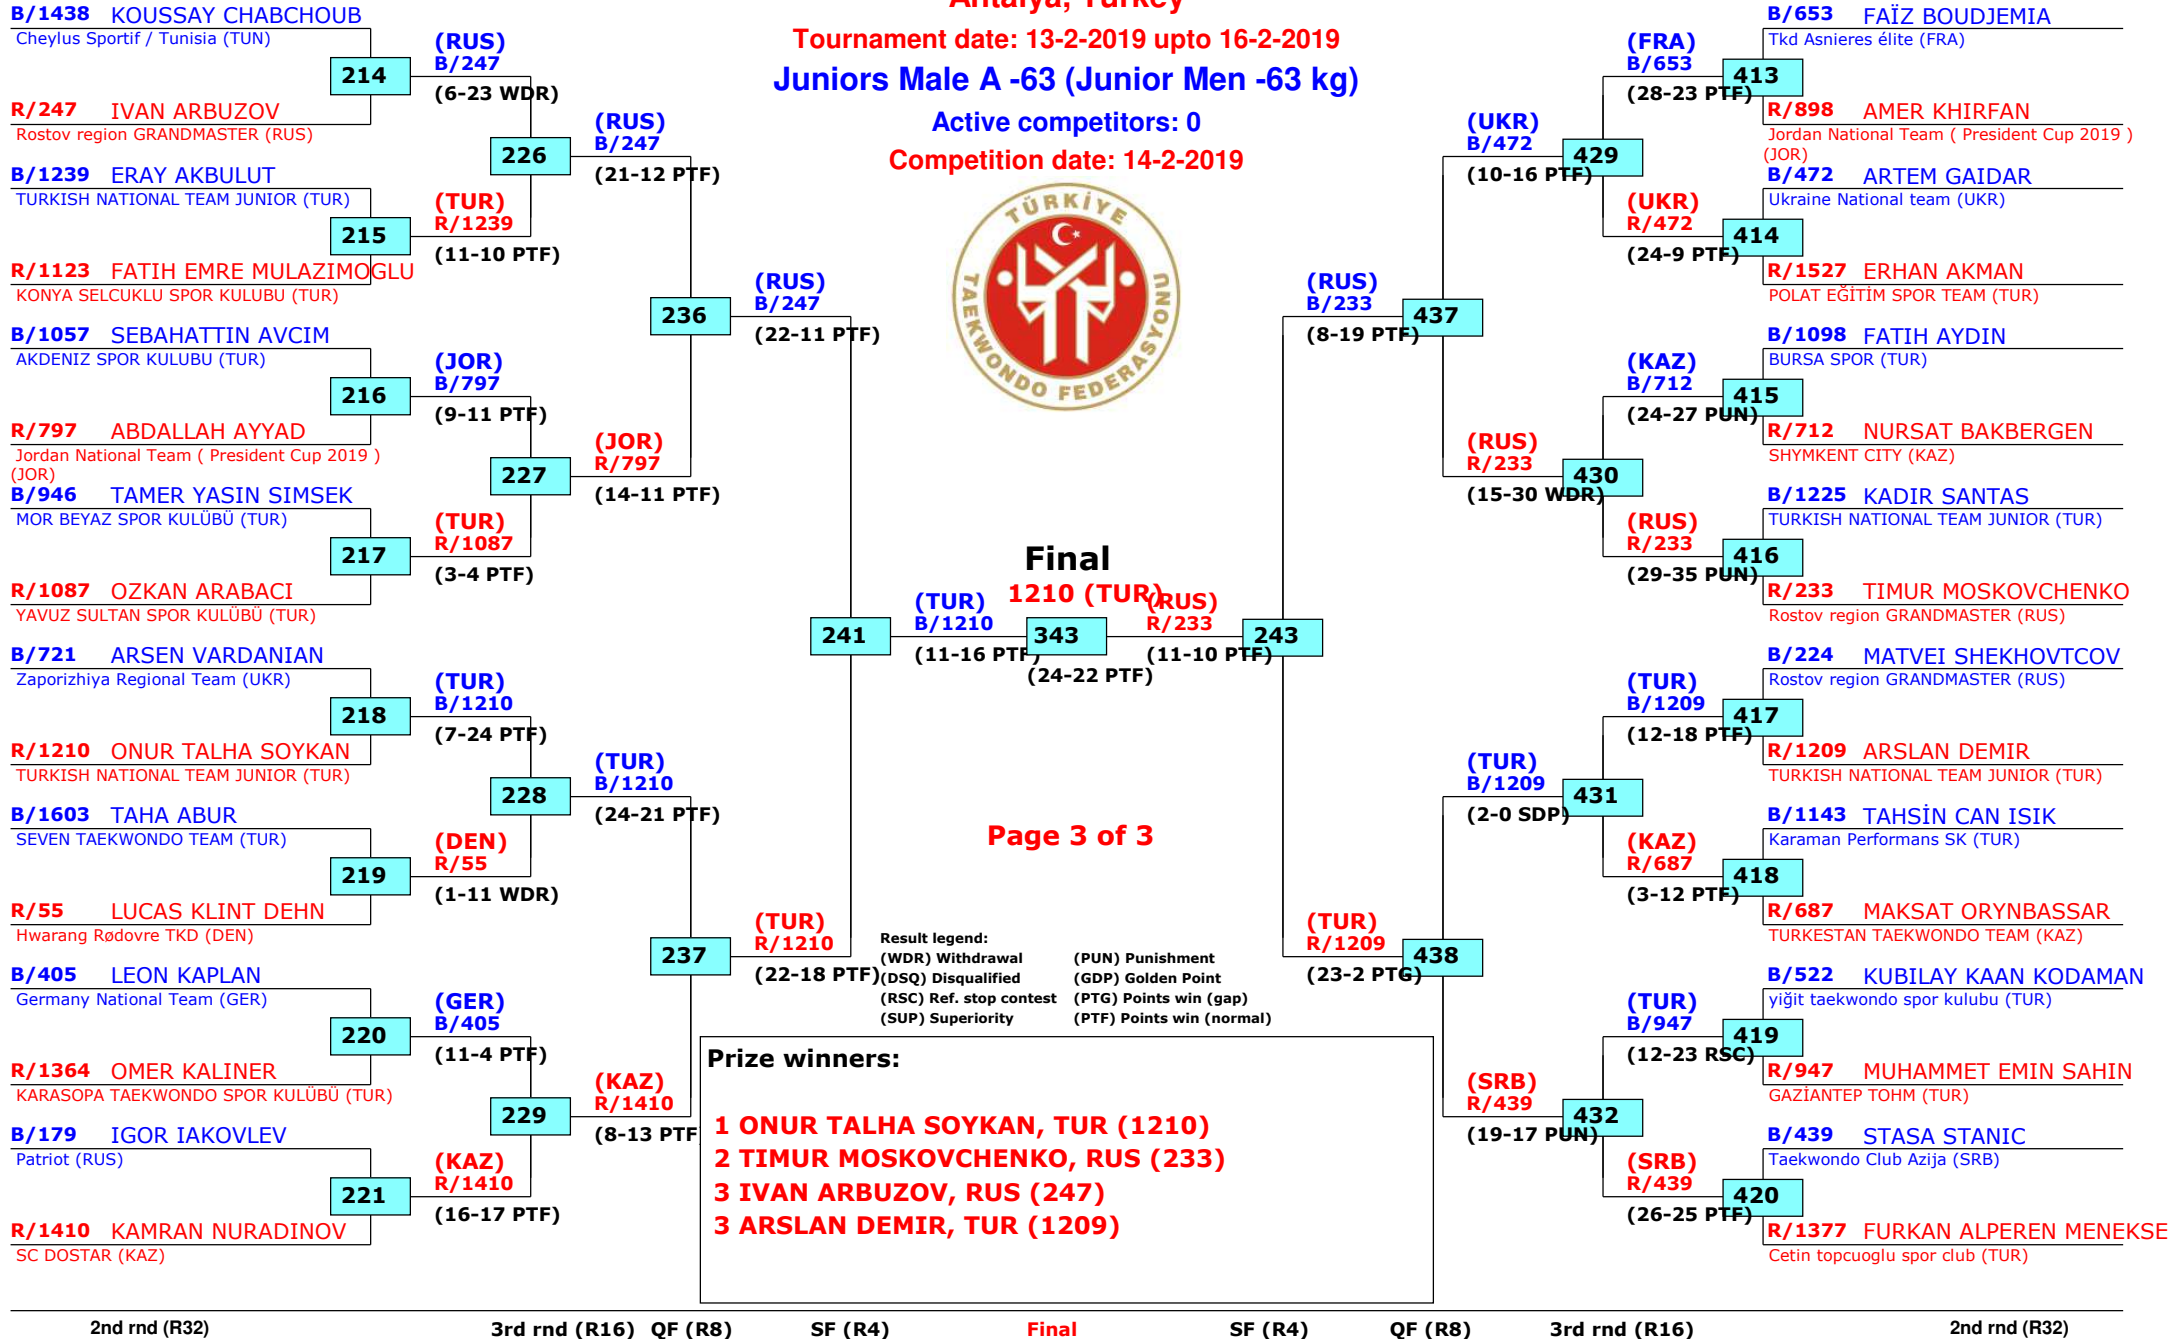 Antalya, Turkey
Tournament date: 13-2-2019 upto 16-2-2019
Juniors Male A -63 (Junior Men -63 kg)
Active competitors: 0
Competition date: 14-2-2019
TÜRKİYE
TAEKWONDO FEDERASYONU
B/1438 KOUSSAY CHABCHOUB
Cheylus Sportif / Tunisia (TUN)
214
R/247 IVAN ARBUZOV
Rostov region GRANDMASTER (RUS)
B/1239 ERAY AKBULUT
TURKISH NATIONAL TEAM JUNIOR (TUR)
215
R/1123 FATIH EMRE MULAZIMOGLU
KONYA SELCUKLU SPOR KULUBU (TUR)
B/1057 SEBAHATTIN AVCIM
AKDENIZ SPOR KULUBU (TUR)
216
R/797 ABDALLAH AYYAD
Jordan National Team ( President Cup 2019 )
(JOR)
B/946 TAMER YASIN SIMSEK
MOR BEYAZ SPOR KULÜBÜ (TUR)
217
R/1087 OZKAN ARABACI
YAVUZ SULTAN SPOR KULÜBÜ (TUR)
B/721 ARSEN VARDANIAN
Zaporizhiya Regional Team (UKR)
218
R/1210 ONUR TALHA SOYKAN
TURKISH NATIONAL TEAM JUNIOR (TUR)
B/1603 TAHA ABUR
SEVEN TAEKWONDO TEAM (TUR)
219
R/55 LUCAS KLINT DEHN
Hwarang Rødovre TKD (DEN)
B/405 LEON KAPLAN
Germany National Team (GER)
220
R/1364 OMER KALINER
KARASOPA TAEKWONDO SPOR KULÜBÜ (TUR)
B/179 IGOR IAKOVLEV
Patriot (RUS)
221
R/1410 KAMRAN NURADINOV
SC DOSTAR (KAZ)
(RUS)
B/247
(6-23 WDR)
226
(TUR)
R/1239
(11-10 PTF)
(JOR)
B/797
(9-11 PTF)
227
(TUR)
R/1087
(3-4 PTF)
(TUR)
B/1210
(7-24 PTF)
228
(DEN)
R/55
(1-11 WDR)
(GER)
B/405
(11-4 PTF)
229
(KAZ)
R/1410
(16-17 PTF)
(RUS)
B/247
(21-12 PTF)
236
(JOR)
R/797
(14-11 PTF)
(TUR)
B/1210
(24-21 PTF)
237
(KAZ)
R/1410
(8-13 PTF
(RUS)
B/247
(22-11 PTF)
241
(TUR)
R/1210
(22-18 PTF)
Final
1210 (TUR)
(TUR)
B/1210
(11-16 PTF)
343
(24-22 PTF)
(RUS)
R/233
(11-10 PTF)
243
Page 3 of 3
(RUS)
B/233
(8-19 PTF)
(TUR)
R/1209
(23-2 PTG)
437
438
(UKR)
B/472
(10-16 PTF)
(RUS)
R/233
(15-30 WDR)
(TUR)
B/1209
(2-0 SDP)
(SRB)
R/439
(19-17 PUN)
429
430
431
432
(FRA)
B/653
(28-23 PTF)
(UKR)
R/472
(24-9 PTF)
(KAZ)
B/712
(24-27 PUN)
(RUS)
R/233
(29-35 PUN)
(TUR)
B/1209
(12-18 PTF)
(KAZ)
R/687
(3-12 PTF)
(TUR)
B/947
(12-23 RSC)
(SRB)
R/439
(26-25 PTF)
B/653 FAÏZ BOUDJEMIA
Tkd Asnieres élite (FRA)
413
R/898 AMER KHIRFAN
Jordan National Team ( President Cup 2019 )
(JOR)
B/472 ARTEM GAIDAR
Ukraine National team (UKR)
414
R/1527 ERHAN AKMAN
POLAT EĞİTİM SPOR TEAM (TUR)
B/1098 FATIH AYDIN
BURSA SPOR (TUR)
415
R/712 NURSAT BAKBERGEN
SHYMKENT CITY (KAZ)
B/1225 KADIR SANTAS
TURKISH NATIONAL TEAM JUNIOR (TUR)
416
R/233 TIMUR MOSKOVCHENKO
Rostov region GRANDMASTER (RUS)
B/224 MATVEI SHEKHOVTCOV
Rostov region GRANDMASTER (RUS)
417
R/1209 ARSLAN DEMIR
TURKISH NATIONAL TEAM JUNIOR (TUR)
B/1143 TAHSİN CAN ISIK
Karaman Performans SK (TUR)
418
R/687 MAKSAT ORYNBASSAR
TURKESTAN TAEKWONDO TEAM (KAZ)
B/522 KUBILAY KAAN KODAMAN
yiğit taekwondo spor kulubu (TUR)
419
R/947 MUHAMMET EMIN SAHIN
GAZİANTEP TOHM (TUR)
B/439 STASA STANIC
Taekwondo Club Azija (SRB)
420
R/1377 FURKAN ALPEREN MENEKSE
Cetin topcuoglu spor club (TUR)
Result legend:
(WDR) Withdrawal (PUN) Punishment
(DSQ) Disqualified (GDP) Golden Point
(RSC) Ref. stop contest (PTG) Points win (gap)
(SUP) Superiority (PTF) Points win (normal)
Prize winners:
1 ONUR TALHA SOYKAN, TUR (1210)
2 TIMUR MOSKOVCHENKO, RUS (233)
3 IVAN ARBUZOV, RUS (247)
3 ARSLAN DEMIR, TUR (1209)
2nd rnd (R32) 3rd rnd (R16) QF (R8) SF (R4) Final SF (R4) QF (R8) 3rd rnd (R16) 2nd rnd (R32)